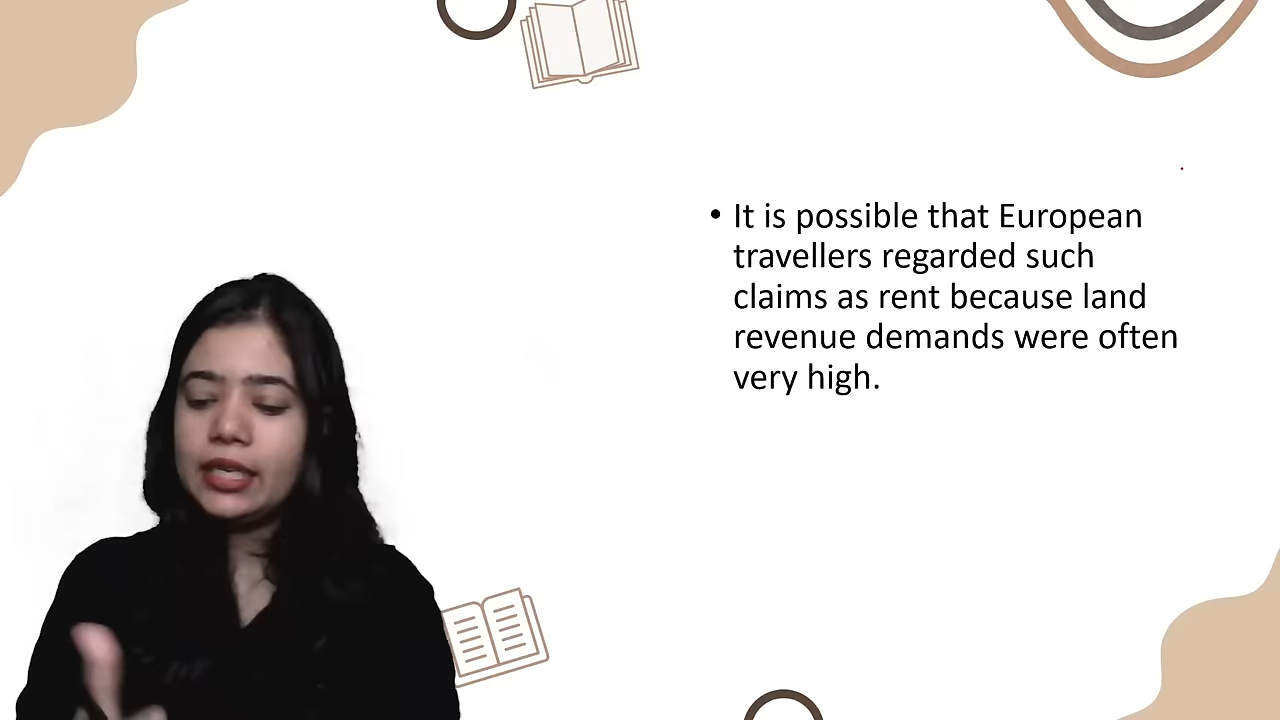 • It is possible that European
travellers regarded such
claims as rent because land
revenue demands were often
very high.